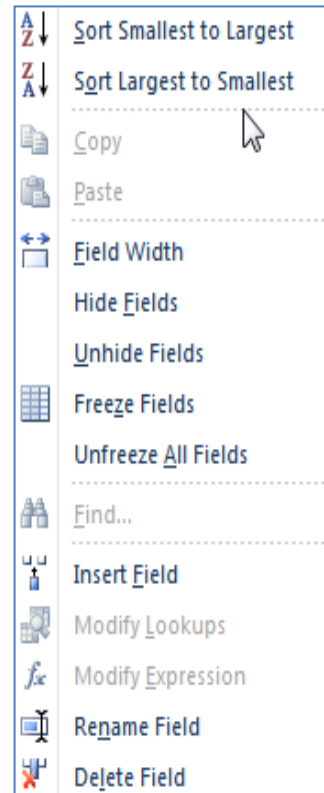 Sort Smallest to Largest
Sort Largest to Smallest
Copy
Paste
Field Width
Hide Fields
Unhide Fields
Freeze Fields
Unfreeze All Fields
Find...
Insert Field
Modify Lookups
Modify Expression
Rename Field
Delete Field